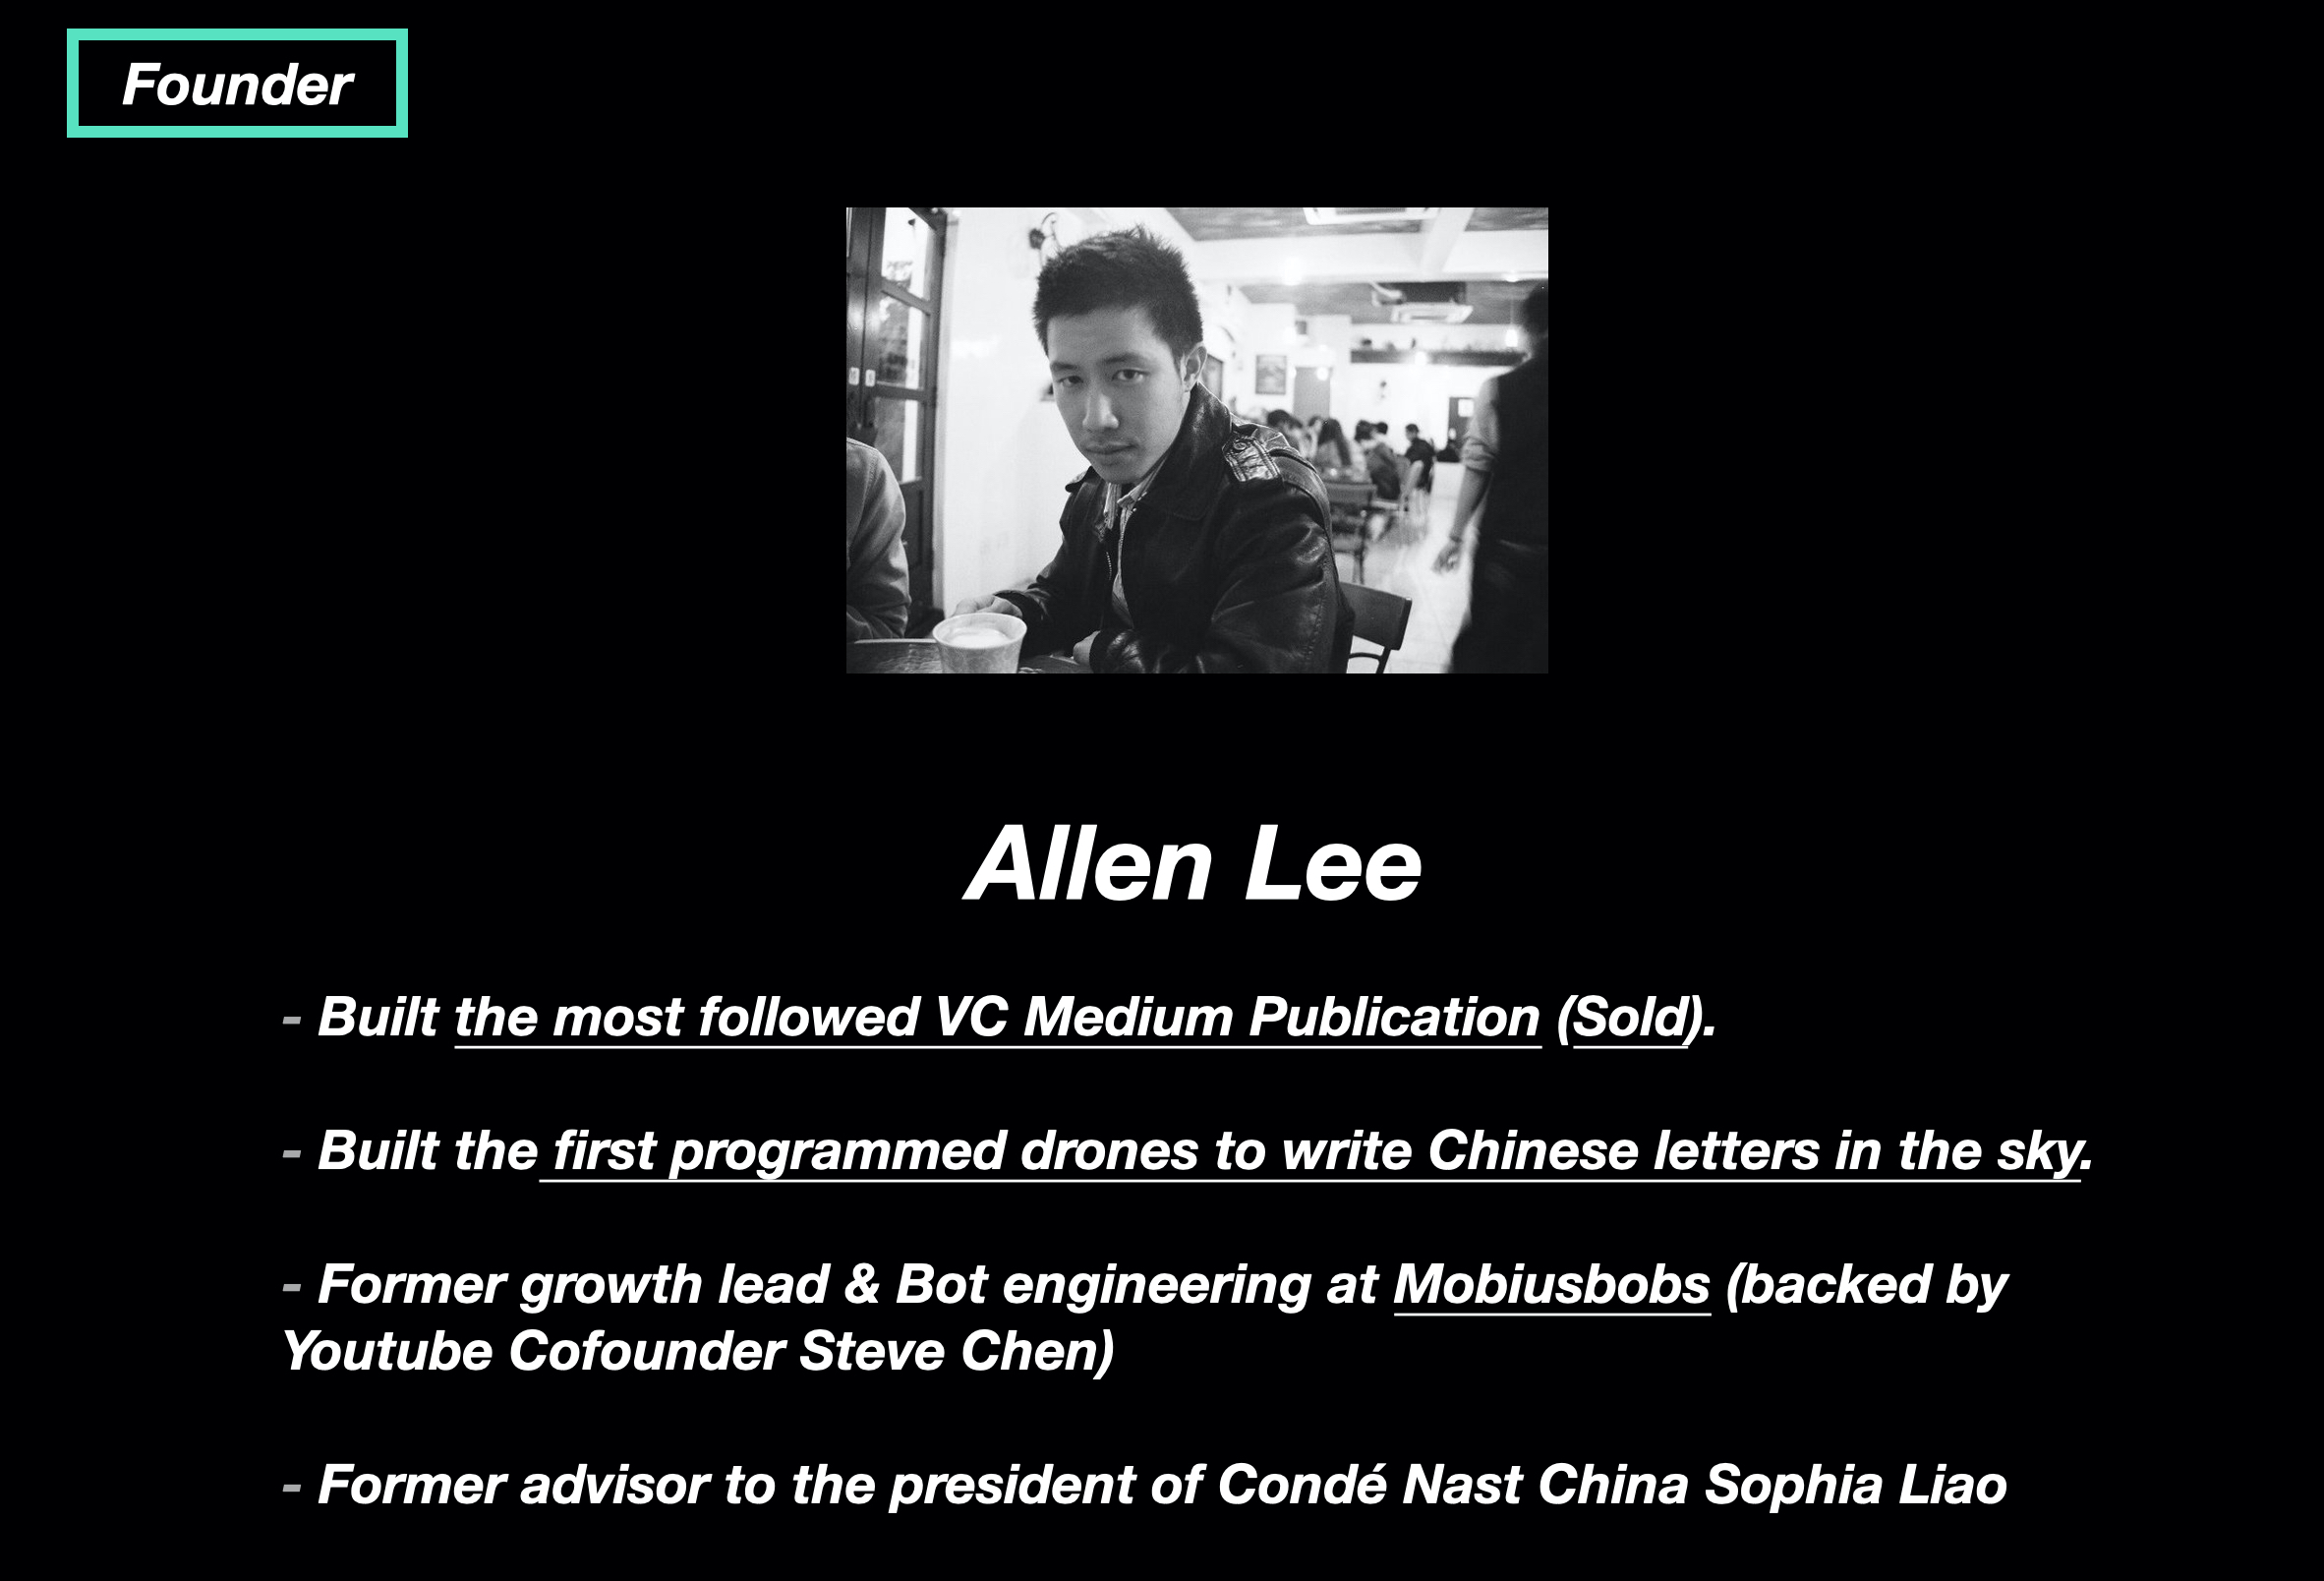 Founder
Allen Lee
- Built the most followed VC Medium Publication (Sold).
- Built the first programmed drones to write Chinese letters in the sky.
- Former growth lead & Bot engineering at Mobiusbobs (backed by
Youtube Cofounder Steve Chen)
- Former advisor to the president of Condé Nast China Sophia Liao